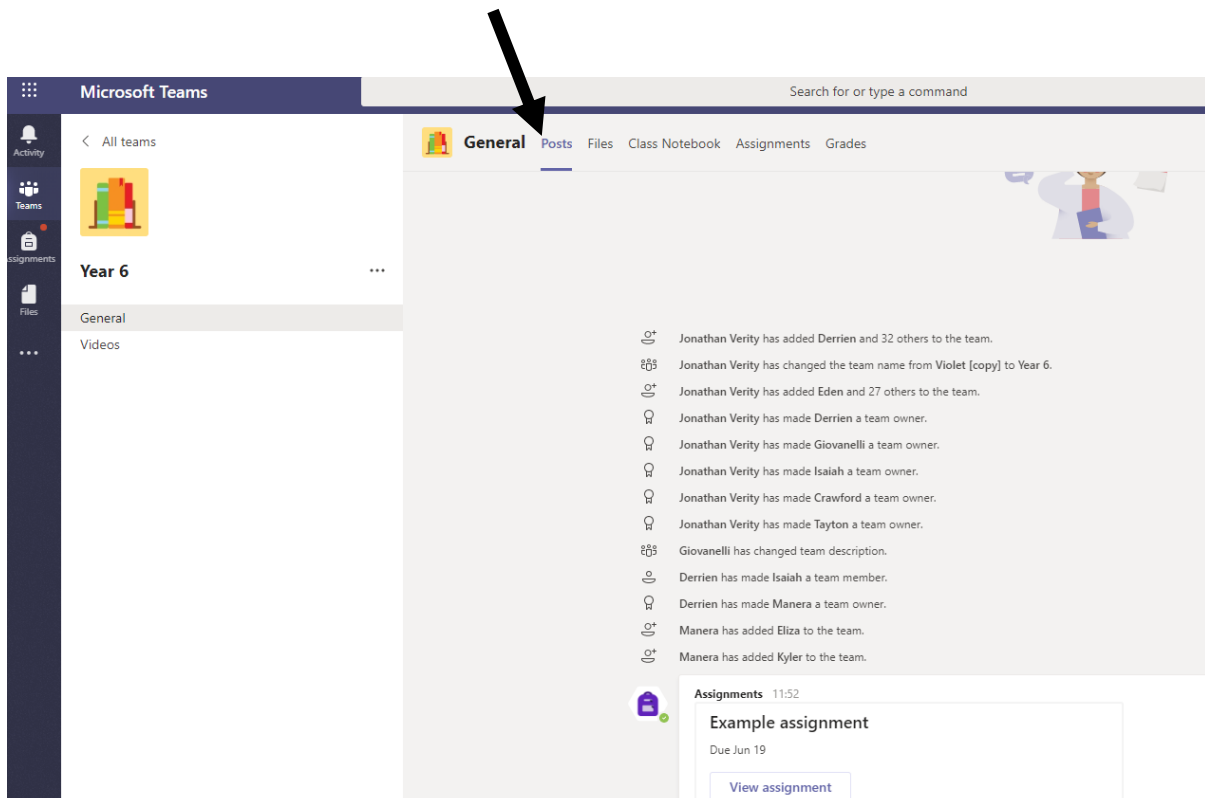 Microsoft Teams
Search for or type a command
Activity
Teams
ssignments
Files
All teams
Year 6
General
Videos
General Posts Files Class Notebook Assignments Grades
Jonathan Verity has added Derrien and 32 others to the team.
Jonathan Verity has changed the team name from Violet [copy] to Year 6.
Jonathan Verity has added Eden and 27 others to the team.
Jonathan Verity has made Derrien a team owner.
Jonathan Verity has made Giovanelli a team owner.
Jonathan Verity has made Isaiah a team owner.
Jonathan Verity has made Crawford a team owner.
Jonathan Verity has made Tayton a team owner.
Giovanelli has changed team description.
Derrien has made Isaiah a team member.
Derrien has made Manera a team owner.
Manera has added Eliza to the team.
Manera has added Kyler to the team.
Assignments 11:52
Example assignment
Due Jun 19
View assignment